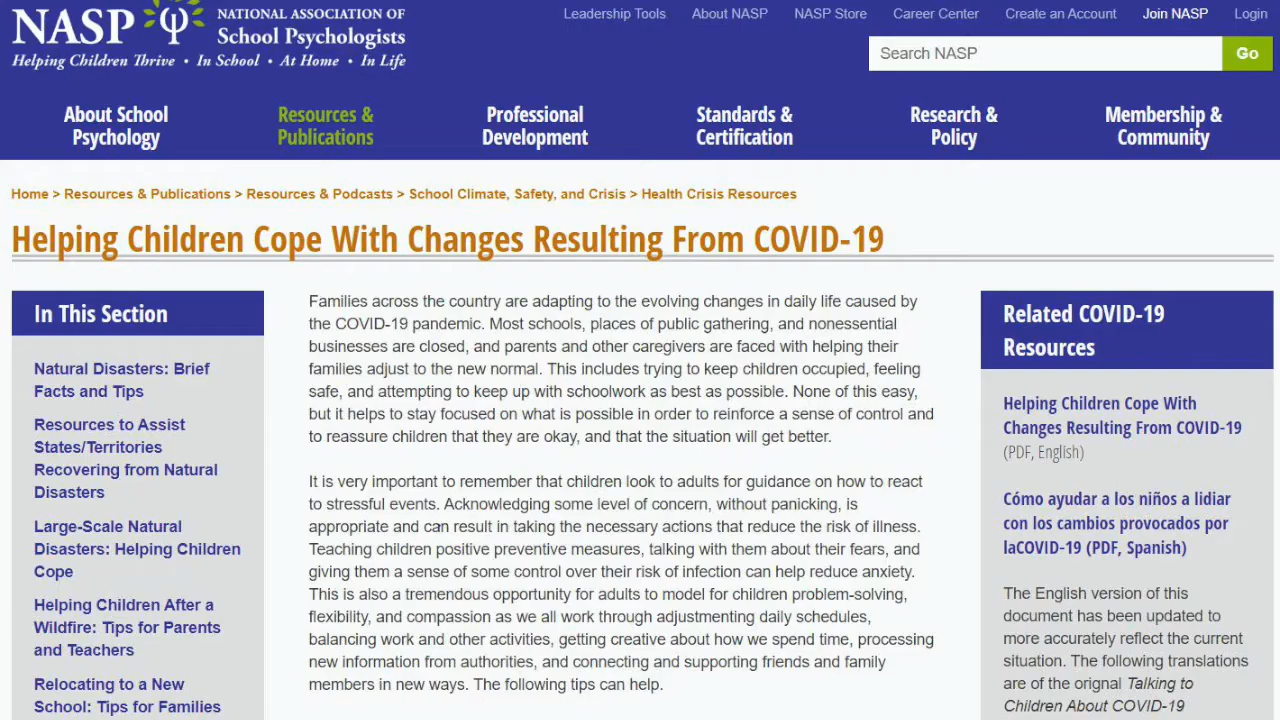 NASP
NATIONAL ASSOCIATION OF
School Psychologists
Helping Children Thrive • In School • At Home • In Life
Leadership Tools About NASP NASP Store Career Center Create an Account Join NASP Login
Search NASP Go
About School
Psychology
Resources &
Publications
Professional
Development
Standards &
Certification
Research &
Policy
Membership &
Community
Home > Resources & Publications > Resources & Podcasts > School Climate, Safety, and Crisis > Health Crisis Resources
Helping Children Cope With Changes Resulting From COVID-19
In This Section
Natural Disasters: Brief
Facts and Tips
Resources to Assist
States/Territories
Recovering from Natural
Disasters
Large-Scale Natural
Disasters: Helping Children
Cope
Helping Children After a
Wildfire: Tips for Parents
and Teachers
Relocating to a New
School: Tips for Families
Families across the country are adapting to the evolving changes in daily life caused by
the COVID-19 pandemic. Most schools, places of public gathering, and nonessential
businesses are closed, and parents and other caregivers are faced with helping their
families adjust to the new normal. This includes trying to keep children occupied, feeling
safe, and attempting to keep up with schoolwork as best as possible. None of this easy,
but it helps to stay focused on what is possible in order to reinforce a sense of control and
to reassure children that they are okay, and that the situation will get better.
It is very important to remember that children look to adults for guidance on how to react
to stressful events. Acknowledging some level of concern, without panicking, is
appropriate and can result in taking the necessary actions that reduce the risk of illness.
Teaching children positive preventive measures, talking with them about their fears, and
giving them a sense of some control over their risk of infection can help reduce anxiety.
This is also a tremendous opportunity for adults to model for children problem-solving,
flexibility, and compassion as we all work through adjustmenting daily schedules,
balancing work and other activities, getting creative about how we spend time, processing
new information from authorities, and connecting and supporting friends and family
members in new ways. The following tips can help.
Related COVID-19
Resources
Helping Children Cope With
Changes Resulting From COVID-19
(PDF, English)
Cómo ayudar a los niños a lidiar
con los cambios provocados por
laCOVID-19 (PDF, Spanish)
The English version of this
document has been updated to
more accurately reflect the current
situation. The following translations
are of the orignal Talking to
Children About COVID-19